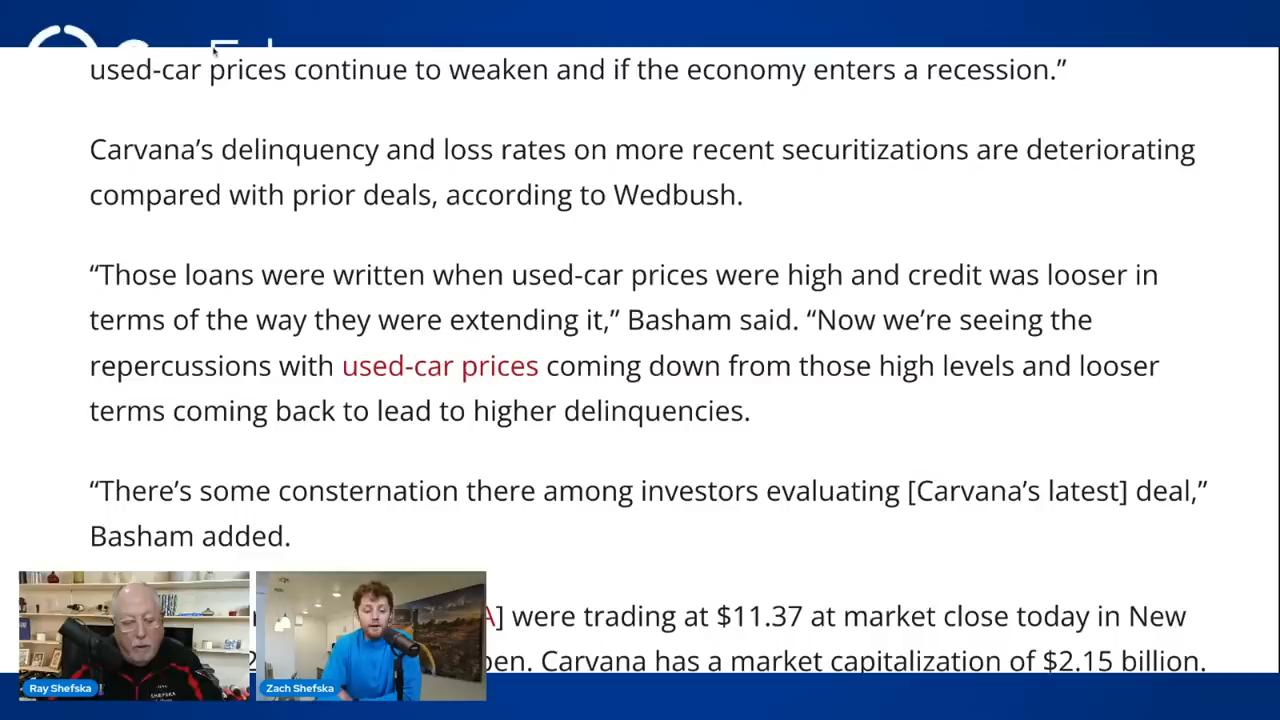 used-car prices continue to weaken and if the economy enters a recession.”
Carvana’s delinquency and loss rates on more recent securitizations are deteriorating
compared with prior deals, according to Wedbush.
“Those loans were written when used-car prices were high and credit was looser in
terms of the way they were extending it,” Basham said. “Now we’re seeing the
repercussions with used-car prices coming down from those high levels and looser
terms coming back to lead to higher delinquencies.
“There’s some consternation there among investors evaluating [Carvana’s latest] deal,”
Basham added.
] were trading at $11.37 at market close today in New
Carvana has a market capitalization of $2.15 billion.
SHEFSKA
Ray Shefska
Zach Shefska